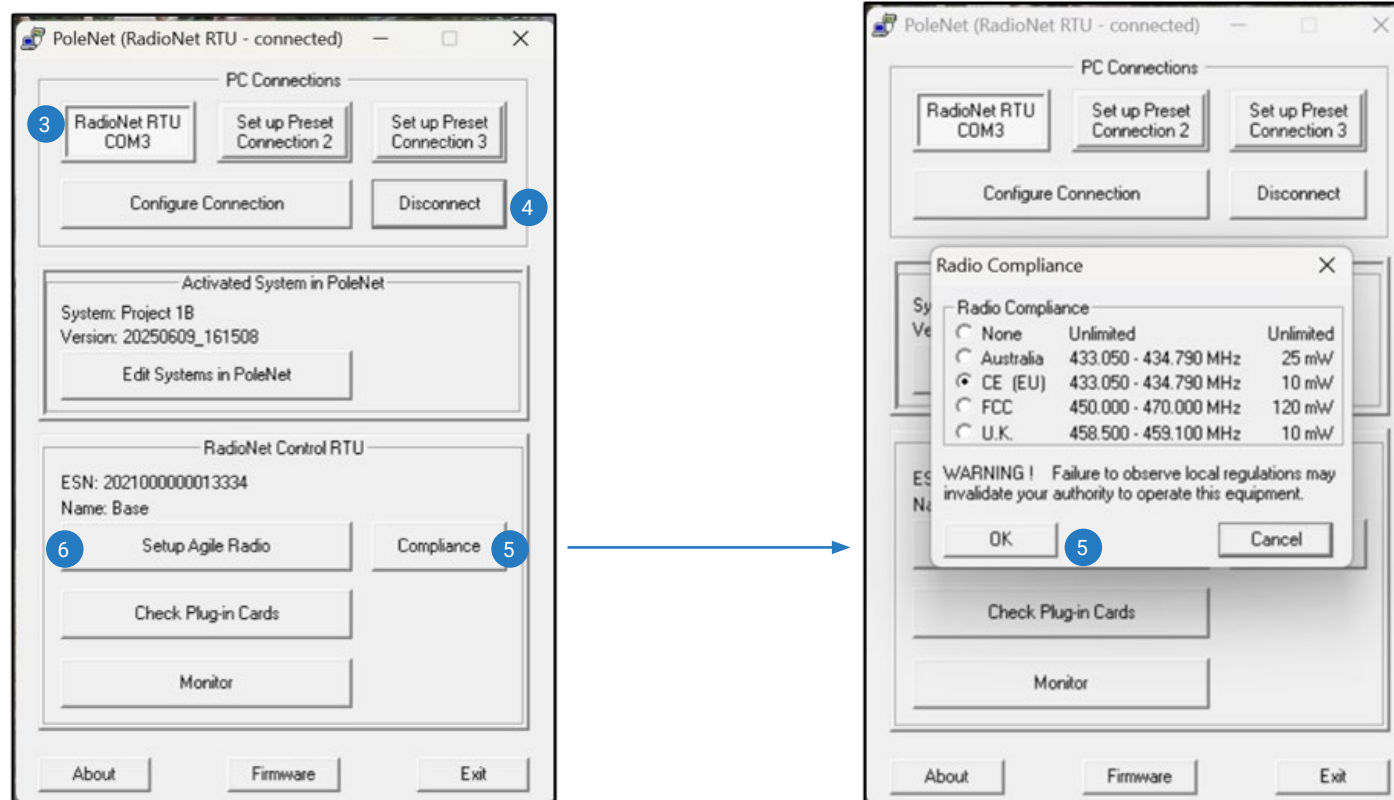 PoleNet (RadioNet RTU - connected)
PC Connections
3
RadioNet RTU
COM3
Set up Preset
Connection 2
Set up Preset
Connection 3
Configure Connection
Disconnect
4
Activated System in PoleNet
System: Project 1B
Version: 20250609_161508
Edit Systems in PoleNet
RadioNet Control RTU
ESN: 2021000000013334
Name: Base
6
Setup Agile Radio
Compliance
5
Check Plug-in Cards
Monitor
About
Firmware
Exit
PoleNet (RadioNet RTU - connected)
PC Connections
RadioNet RTU
COM3
Set up Preset
Connection 2
Set up Preset
Connection 3
Configure Connection
Disconnect
Sy
Ve
Radio Compliance
Radio Compliance
None Unlimited Unlimited
Australia 433.050 - 434.790 MHz 25 mW
CE (EU) 433.050 - 434.790 MHz 10 mW
FCC 450.000 - 470.000 MHz 120 mW
U.K. 458.500 - 459.100 MHz 10 mW
WARNING ! Failure to observe local regulations may
invalidate your authority to operate this equipment.
OK
5
Cancel
ES
Na
Check Plug-in Cards
Monitor
About
Firmware
Exit